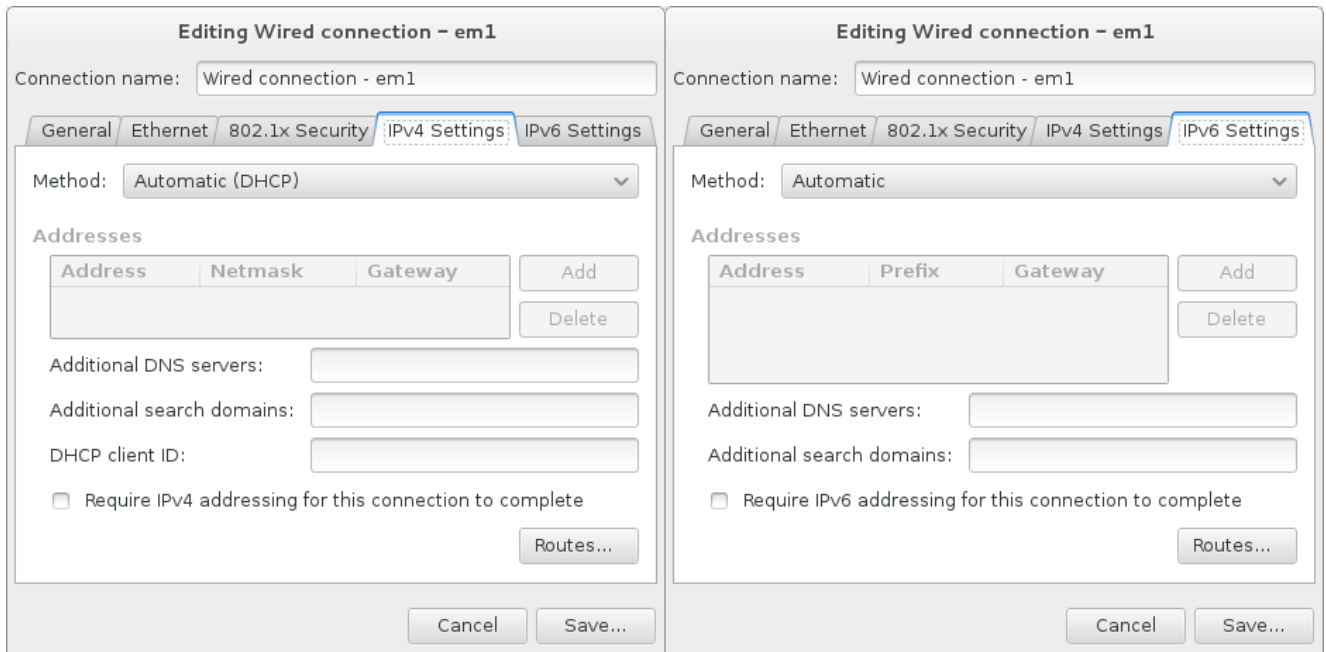 Editing Wired connection – em1
Connection name: Wired connection - em1
General Ethernet 802.1x Security IPv4 Settings IPv6 Settings
Method: Automatic (DHCP)
Addresses
Address Netmask Gateway Add
Delete
Additional DNS servers:
Additional search domains:
DHCP client ID:
Require IPv4 addressing for this connection to complete
Routes...
Cancel Save...
Editing Wired connection – em1
Connection name: Wired connection - em1
General Ethernet 802.1x Security IPv4 Settings IPv6 Settings
Method: Automatic
Addresses
Address Prefix Gateway Add
Delete
Additional DNS servers:
Additional search domains:
Require IPv6 addressing for this connection to complete
Routes...
Cancel Save...